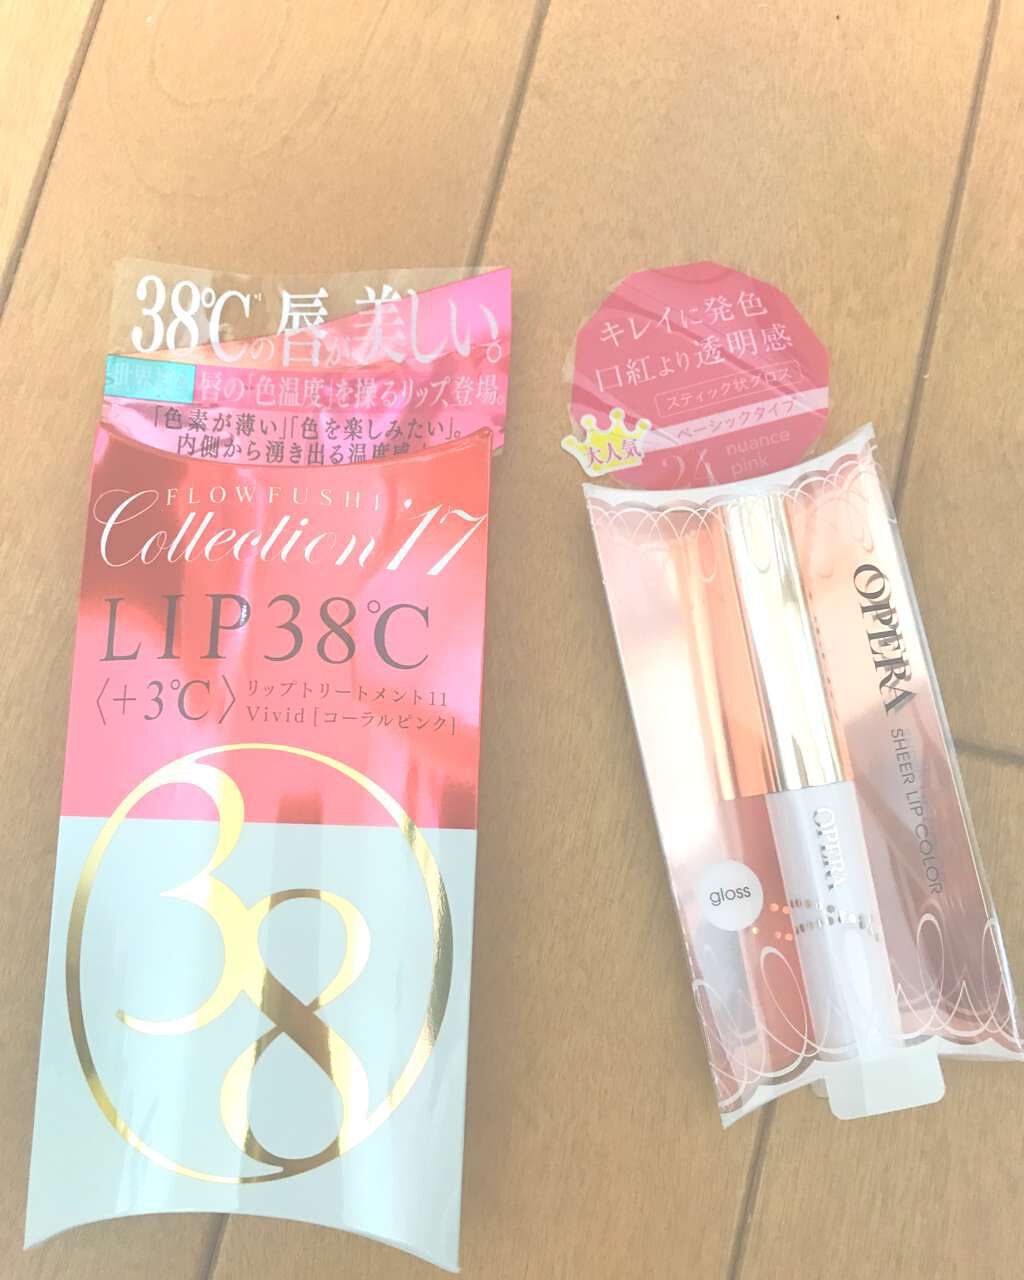 38℃の唇が美しい。
唇の「色温度」を操るリップ登場。
「色素が薄い」「色を楽しみたい」。
内側から湧き出る温度感
FLOWFUSHI
Collection '17
LIP38℃
〈+3℃〉
リップトリートメント11
Vivid [コーラルピンク]
38
キレイに発色
口紅より透明感
スティック状グロス
ベーシックタイプ
大人気
24 nuance
pink
OPERA
SHEER LIP COLOR
OPERA
gloss